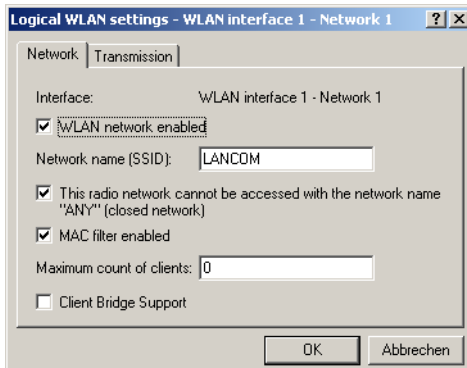 Logical WLAN settings - WLAN interface 1 - Network 1
Network
Transmission
Interface: WLAN interface 1 - Network 1
WLAN network enabled
Network name (SSID): LANCOM
This radio network cannot be accessed with the network name
"ANY" (closed network)
MAC filter enabled
Maximum count of clients: 0
Client Bridge Support
OK
Abbrechen